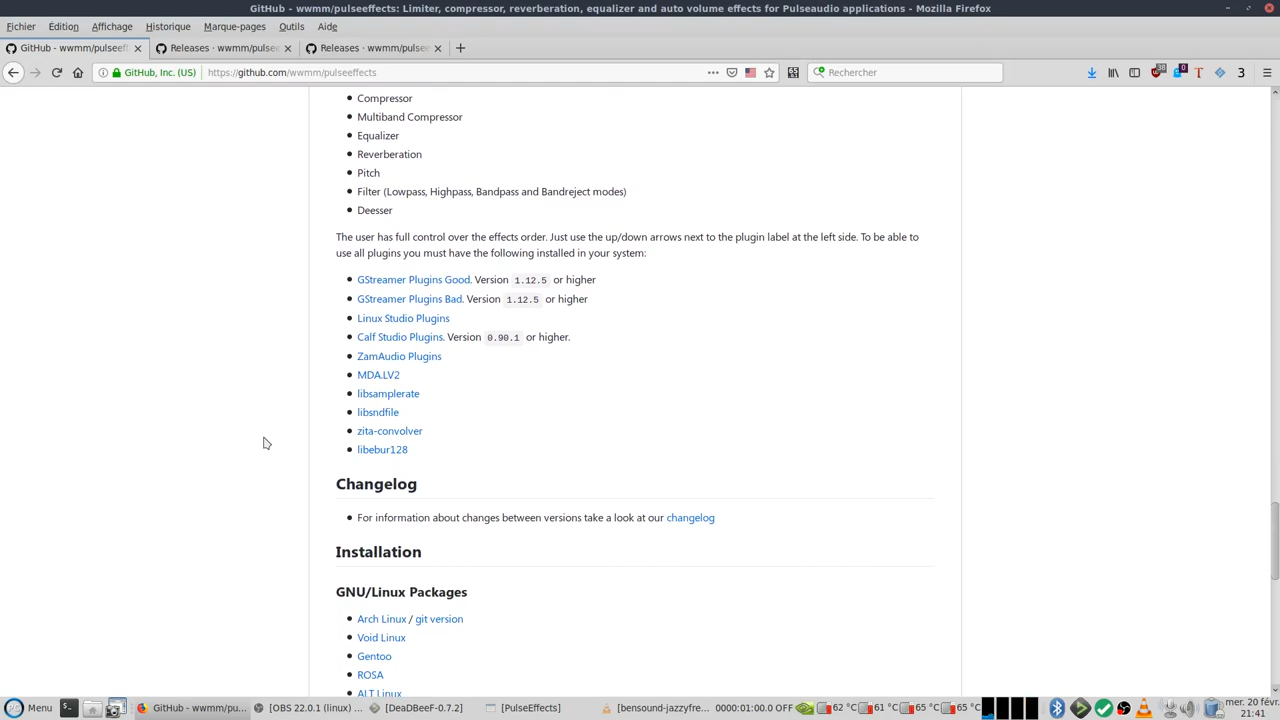 GitHub - wwmm/pulseeffects: Limiter, compressor, reverberation, equalizer and auto volume effects for Pulseaudio applications - Mozilla Firefox
Fichier Édition Affichage Historique Marque-pages Outils Aide
GitHub - wwmm/pulseeff Releases · wwmm/pulsee Releases · wwmm/pulsee
GitHub, Inc. (US) https://github.com/wwmm/pulseeffects Rechercher 38 0 T 3
Compressor
Multiband Compressor
Equalizer
Reverberation
Pitch
Filter (Lowpass, Highpass, Bandpass and Bandreject modes)
Deesser
The user has full control over the effects order. Just use the up/down arrows next to the plugin label at the left side. To be able to
use all plugins you must have the following installed in your system:
GStreamer Plugins Good. Version 1.12.5 or higher
GStreamer Plugins Bad. Version 1.12.5 or higher
Linux Studio Plugins
Calf Studio Plugins. Version 0.90.1 or higher.
ZamAudio Plugins
MDA.LV2
libsamplerate
libsndfile
zita-convolver
libebur128
Changelog
For information about changes between versions take a look at our changelog
Installation
GNU/Linux Packages
Arch Linux / git version
Void Linux
Gentoo
ROSA
ALT Linux
Menu GitHub - wwmm/pu... [OBS 22.0.1 (linux) ... [DeaDBeeF-0.7.2] [PulseEffects] [bensound-jazzyfre... 0000:01:00.0 OFF 62 °C 61 °C 65 °C 65 °C mer. 20 févr.
21:41